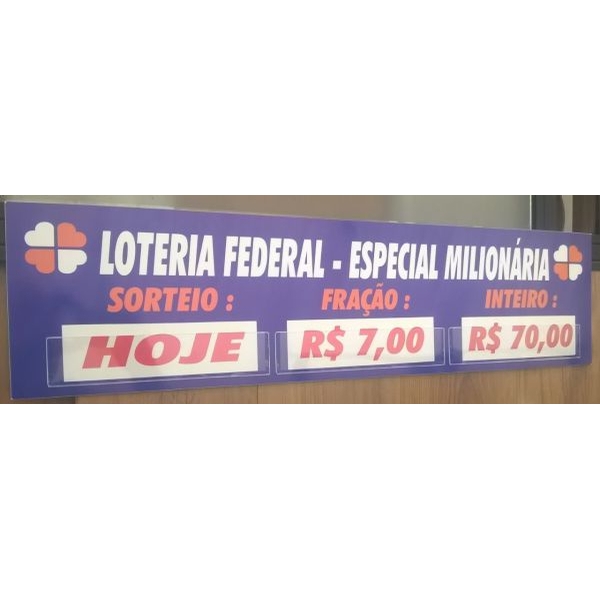 LOTERIA FEDERAL - ESPECIAL MILIONÁRIA
SORTEIO : FRAÇÃO : INTEIRO :
HOJE R$ 7,00 R$ 70,00